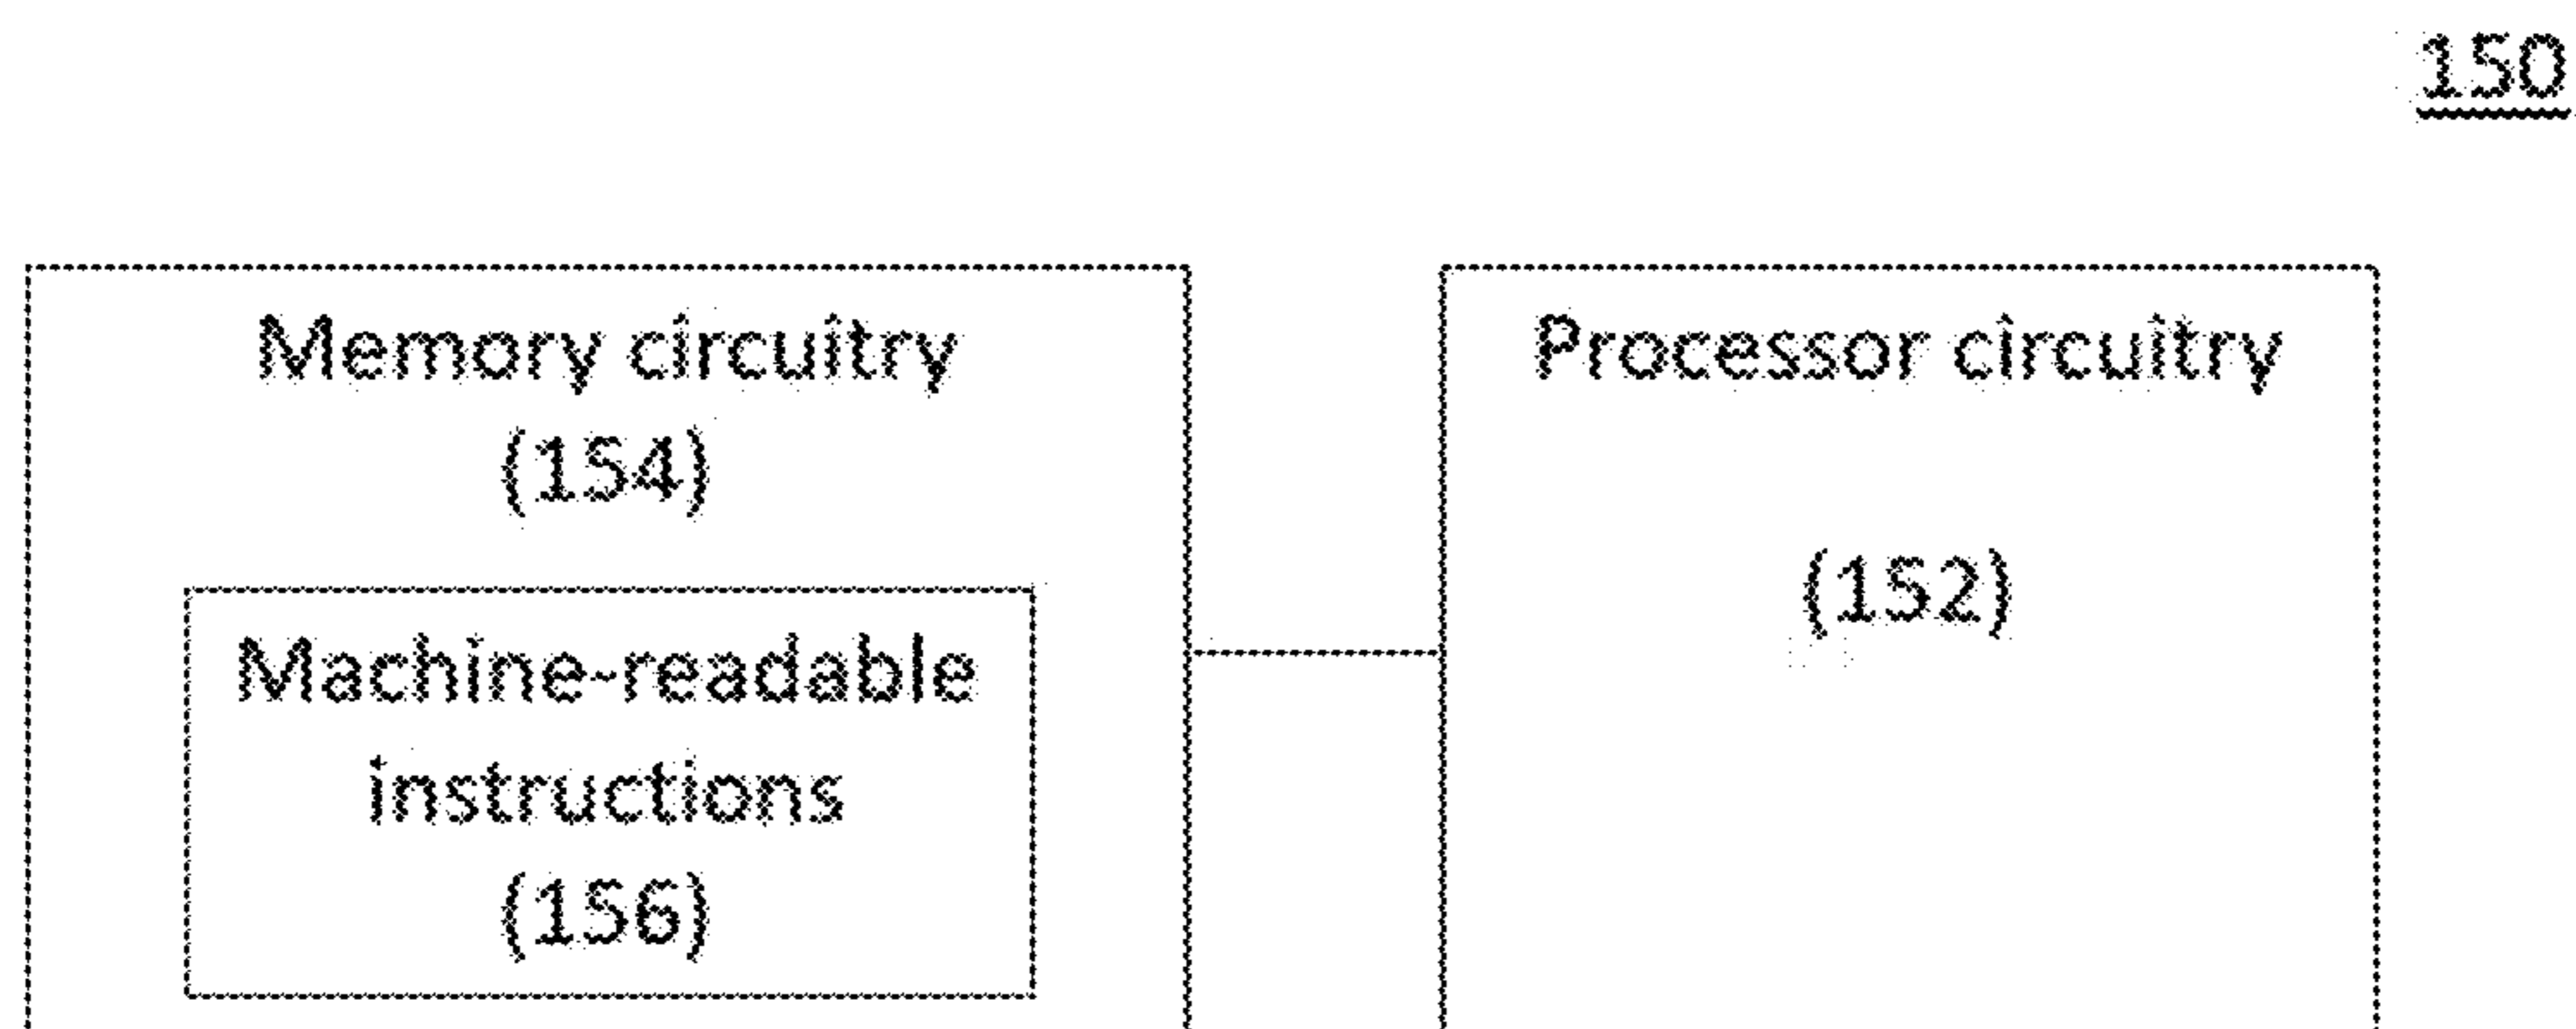 150
Memory circuitry
(154)
Machine-readable
instructions
(156)
Processor circuitry
(152)